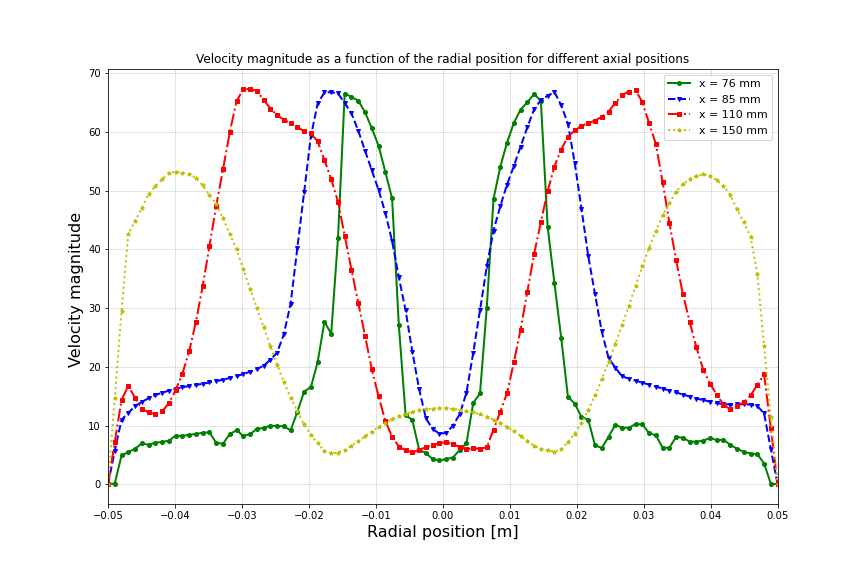 Velocity magnitude as a function of the radial position for different axial positions
x = 76 mm
x = 85 mm
x = 110 mm
x = 150 mm
Velocity magnitude
70
60
50
40
30
20
10
0
−0.05 −0.04 −0.03 −0.02 −0.01 0.00 0.01 0.02 0.03 0.04 0.05
Radial position [m]